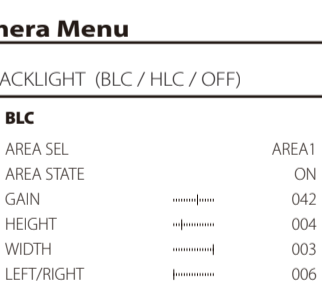 nera Menu
ACKLIGHT (BLC / HLC / OFF)
BLC
AREA SEL AREA1
AREA STATE ON
GAIN 042
HEIGHT 004
WIDTH 003
LEFT/RIGHT 006